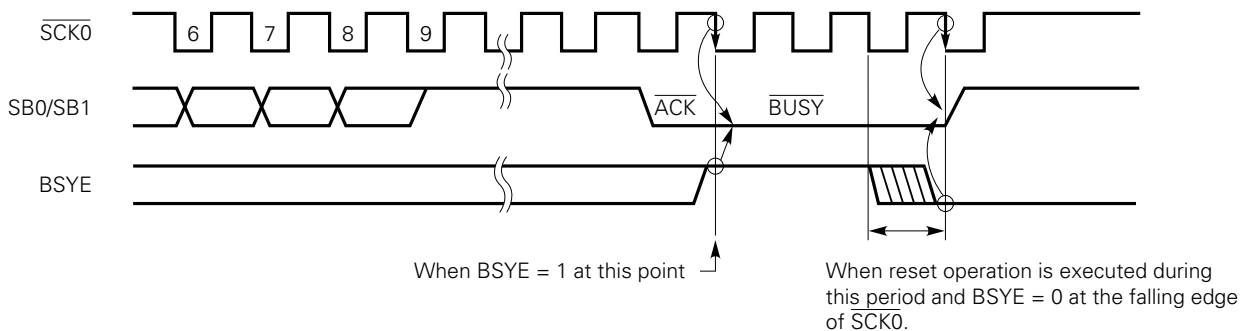 SCK0 6 7 8 9
SB0/SB1 ACK BUSY
BSYE
When BSYE = 1 at this point
When reset operation is executed during
this period and BSYE = 0 at the falling edge
of SCK0.